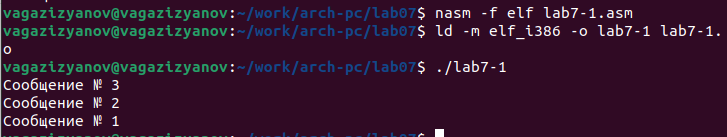 vagazizyanov@vagazizyanov:~/work/arch-pc/lab07$ nasm -f elf lab7-1.asm
vagazizyanov@vagazizyanov:~/work/arch-pc/lab07$ ld -m elf_i386 -o lab7-1 lab7-1.
o
vagazizyanov@vagazizyanov:~/work/arch-pc/lab07$ ./lab7-1
Сообщение № 3
Сообщение № 2
Сообщение № 1